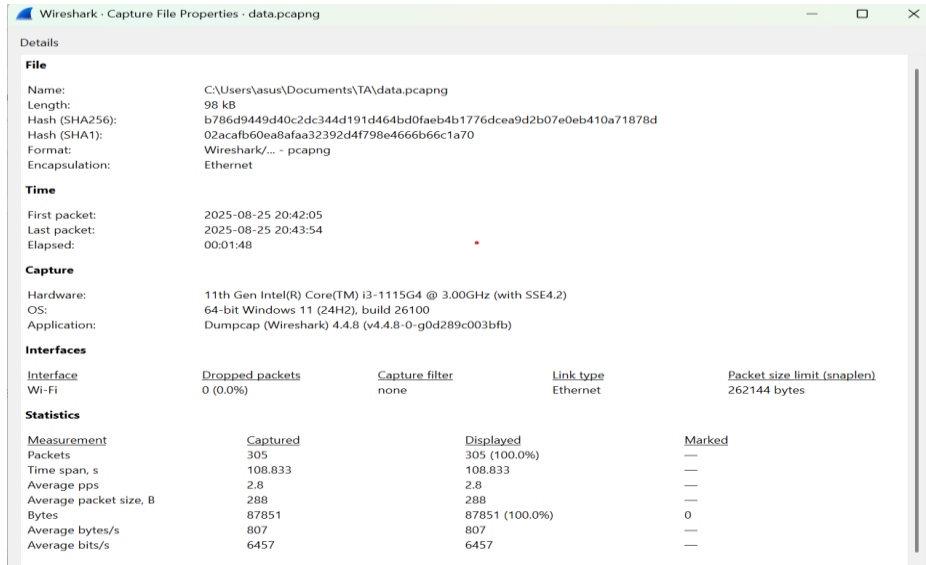 Wireshark · Capture File Properties · data.pcapng
Details
File
Name: C:\Users\asus\Documents\TA\data.pcapng
Length: 98 kB
Hash (SHA256): b786d9449d40c2dc344d191d464bd0faeb4b1776dcea9d2b07e0eb410a71878d
Hash (SHA1): 02acafb60ea8afaa32392d4f798e4666b66c1a70
Format: Wireshark/... - pcapng
Encapsulation: Ethernet
Time
First packet: 2025-08-25 20:42:05
Last packet: 2025-08-25 20:43:54
Elapsed: 00:01:48
Capture
Hardware: 11th Gen Intel(R) Core(TM) i3-1115G4 @ 3.00GHz (with SSE4.2)
OS: 64-bit Windows 11 (24H2), build 26100
Application: Dumpcap (Wireshark) 4.4.8 (v4.4.8-0-g0d289c003bfb)
Interfaces
Interface Dropped packets Capture filter Link type Packet size limit (snaplen)
Wi-Fi 0 (0.0%) none Ethernet 262144 bytes
Statistics
Measurement Captured Displayed Marked
Packets 305 305 (100.0%) —
Time span, s 108.833 108.833 —
Average pps 2.8 2.8 —
Average packet size, B 288 288 —
Bytes 87851 87851 (100.0%) 0
Average bytes/s 807 807 —
Average bits/s 6457 6457 —